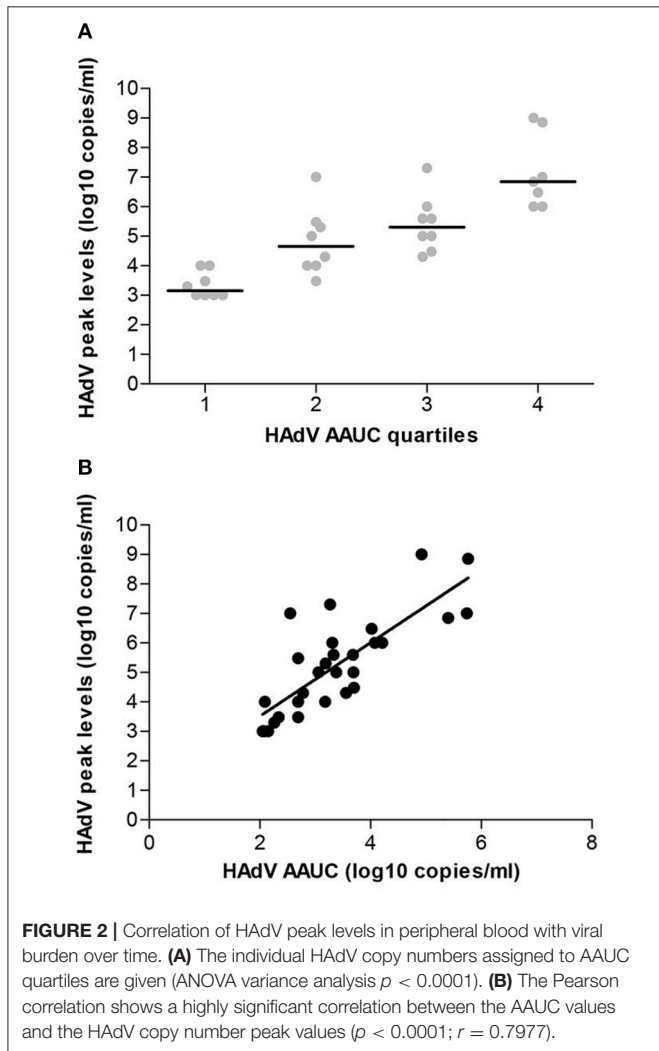 A
HAdV peak levels (log10 copies/ml)
10
9
8
7
6
5
4
3
2
1
0
1 2 3 4
HAdV AAUC quartiles
B
HAdV peak levels (log10 copies/ml)
10
9
8
7
6
5
4
3
2
1
0
0 2 4 6 8
HAdV AAUC (log10 copies/ml)
FIGURE 2 | Correlation of HAdV peak levels in peripheral blood with viral
burden over time. (A) The individual HAdV copy numbers assigned to AAUC
quartiles are given (ANOVA variance analysis p < 0.0001). (B) The Pearson
correlation shows a highly significant correlation between the AAUC values
and the HAdV copy number peak values (p < 0.0001; r = 0.7977).